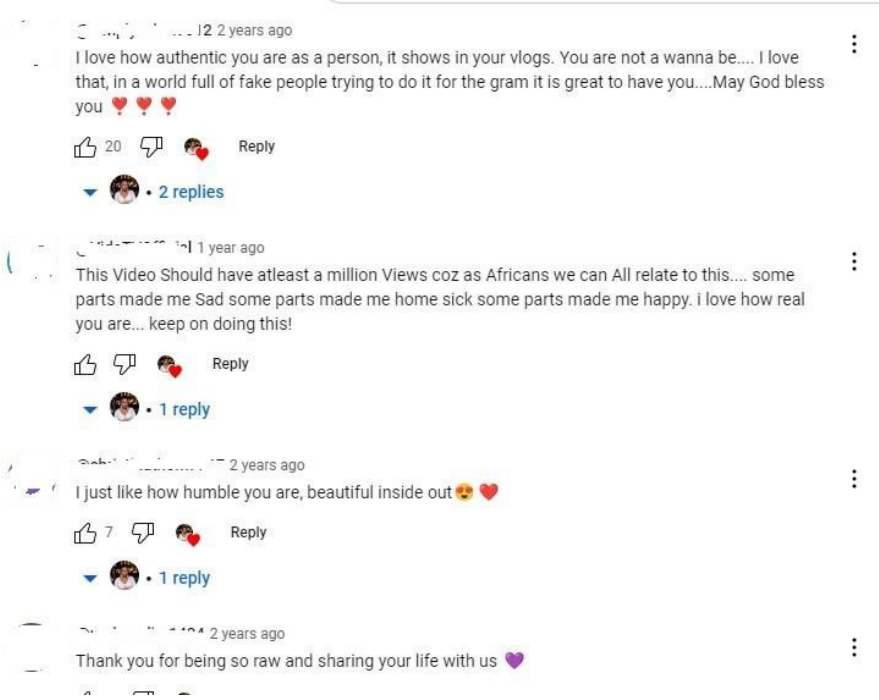 2 years ago
I love how authentic you are as a person, it shows in your vlogs. You are not a wanna be.... I love
that, in a world full of fake people trying to do it for the gram it is great to have you....May God bless
you ❣️ ❣️ ❣️
20 Reply
2 replies
1 year ago
This Video Should have atleast a million Views coz as Africans we can All relate to this.... some
parts made me Sad some parts made me home sick some parts made me happy. i love how real
you are... keep on doing this!
Reply
1 reply
2 years ago
I just like how humble you are, beautiful inside out😍 ❤️
7 Reply
1 reply
2 years ago
Thank you for being so raw and sharing your life with us 💜